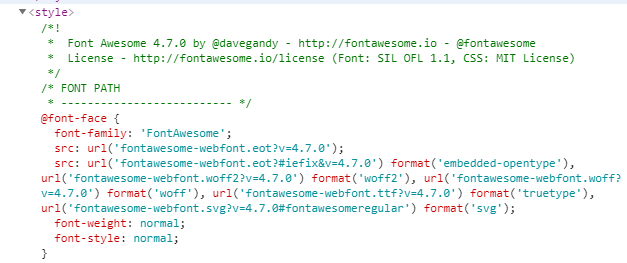 ▼<style>
/*!
 *  Font Awesome 4.7.0 by @davegandy - http://fontawesome.io - @fontawesome
 *  License - http://fontawesome.io/license (Font: SIL OFL 1.1, CSS: MIT License)
 */
/* FONT PATH
 * -------------------------- */
@font-face {
  font-family: 'FontAwesome';
  src: url('fontawesome-webfont.eot?v=4.7.0');
  src: url('fontawesome-webfont.eot?#iefix&v=4.7.0') format('embedded-opentype'),
url('fontawesome-webfont.woff2?v=4.7.0') format('woff2'), url('fontawesome-webfont.woff?
v=4.7.0') format('woff'), url('fontawesome-webfont.ttf?v=4.7.0') format('truetype'),
url('fontawesome-webfont.svg?v=4.7.0#fontawesomeregular') format('svg');
  font-weight: normal;
  font-style: normal;
}